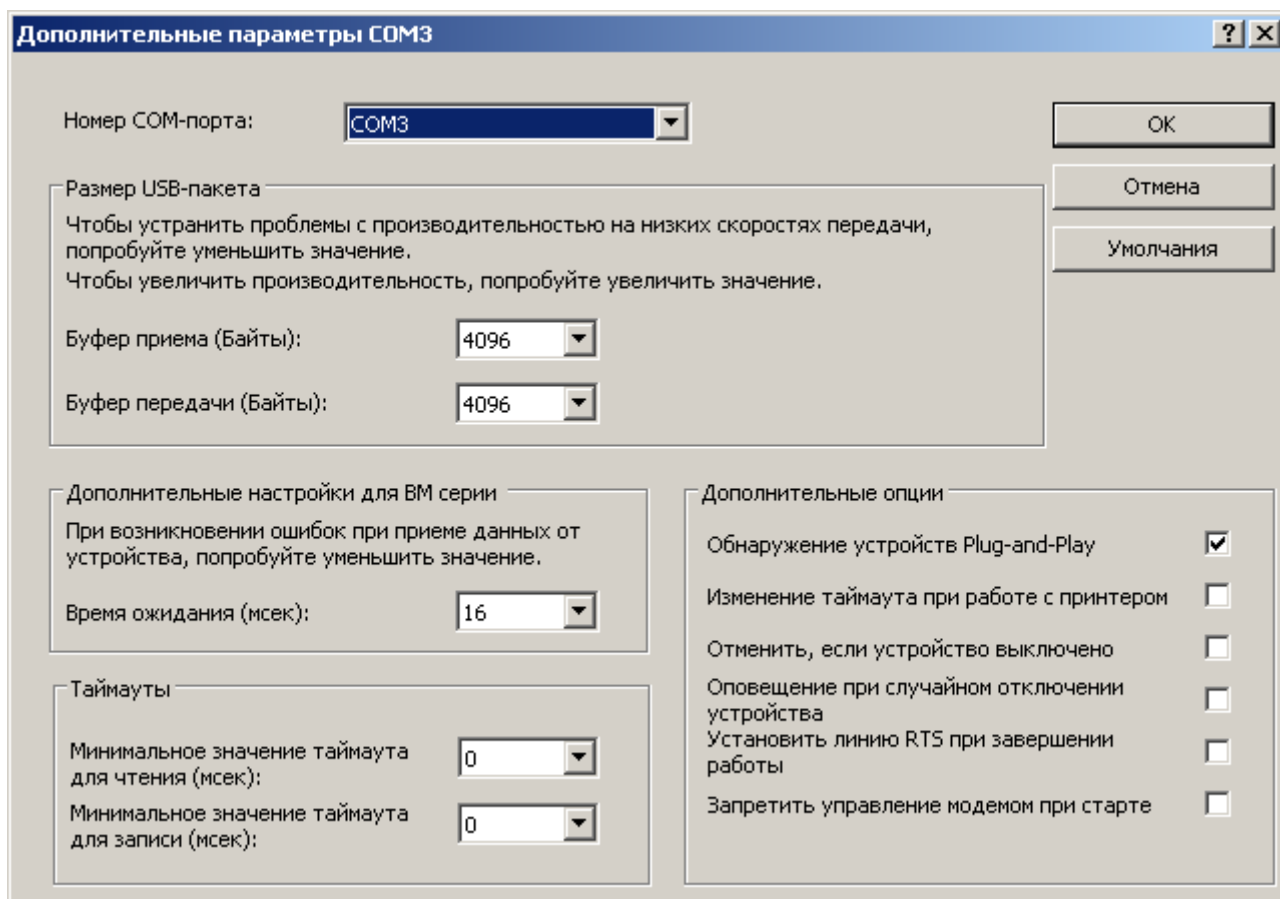 Дополнительные параметры COM3
Номер COM-порта:
COM3
OK
Отмена
Умолчания
Размер USB-пакета
Чтобы устранить проблемы с производительностью на низких скоростях передачи,
попробуйте уменьшить значение.
Чтобы увеличить производительность, попробуйте увеличить значение.
Буфер приема (Байты):
4096
Буфер передачи (Байты):
4096
Дополнительные настройки для BM серии
При возникновении ошибок при приеме данных от
устройства, попробуйте уменьшить значение.
Время ожидания (мсек):
16
Таймауты
Минимальное значение таймаута
для чтения (мсек):
0
Минимальное значение таймаута
для записи (мсек):
0
Дополнительные опции
Обнаружение устройств Plug-and-Play
Изменение таймаута при работе с принтером
Отменить, если устройство выключено
Оповещение при случайном отключении
устройства
Установить линию RTS при завершении
работы
Запретить управление модемом при старте